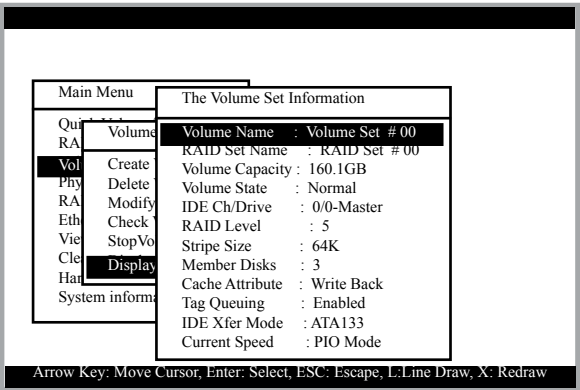 Main Menu
The Volume Set Information
Volume
Create
Delete
Modify
Check
StopVo
Display
RA
Vol
Phy
RA
Eth
Vie
Cle
Har
System informa
Volume Name : Volume Set # 00
RAID Set Name : RAID Set # 00
Volume Capacity : 160.1GB
Volume State : Normal
IDE Ch/Drive : 0/0-Master
RAID Level : 5
Stripe Size : 64K
Member Disks : 3
Cache Attribute : Write Back
Tag Queuing : Enabled
IDE Xfer Mode : ATA133
Current Speed : PIO Mode
Arrow Key: Move Cursor, Enter: Select, ESC: Escape, L:Line Draw, X: Redraw